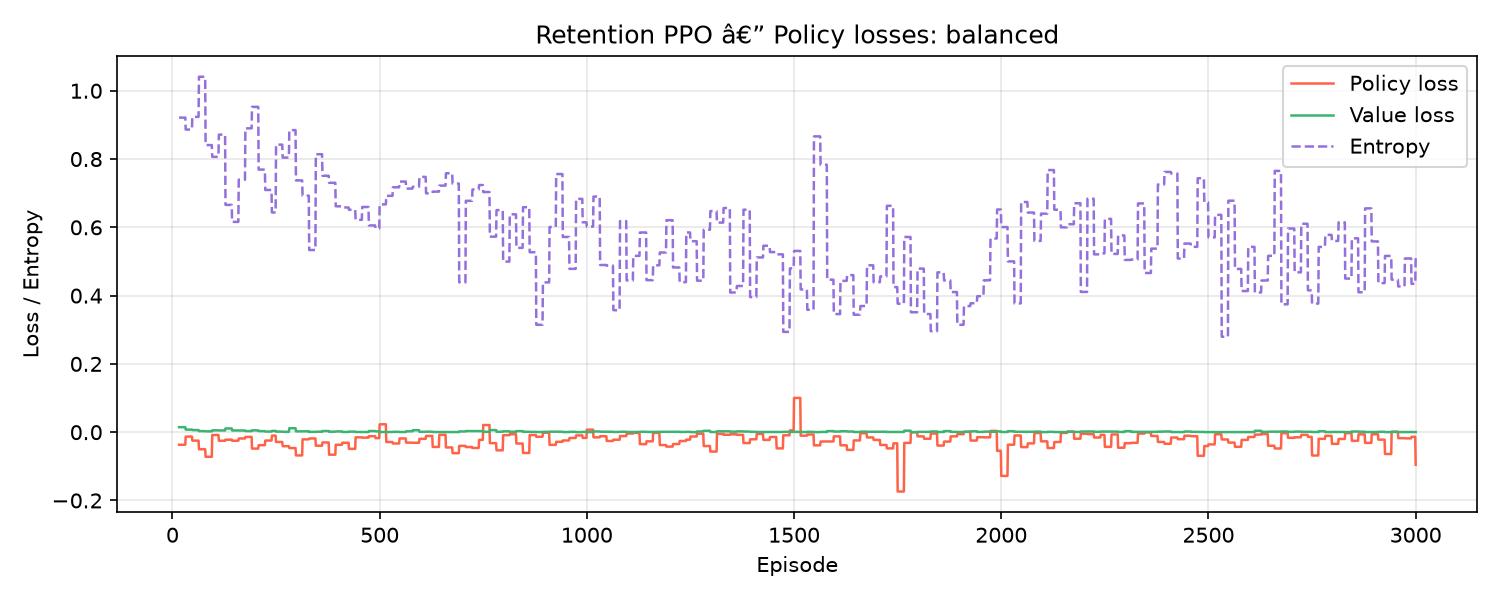 Retention PPO â€” Policy losses: balanced
Policy loss
Value loss
Entropy
1.0
0.8
0.6
0.4
0.2
0.0
−0.2
Loss / Entropy
0
500
1000
1500
2000
2500
3000
Episode